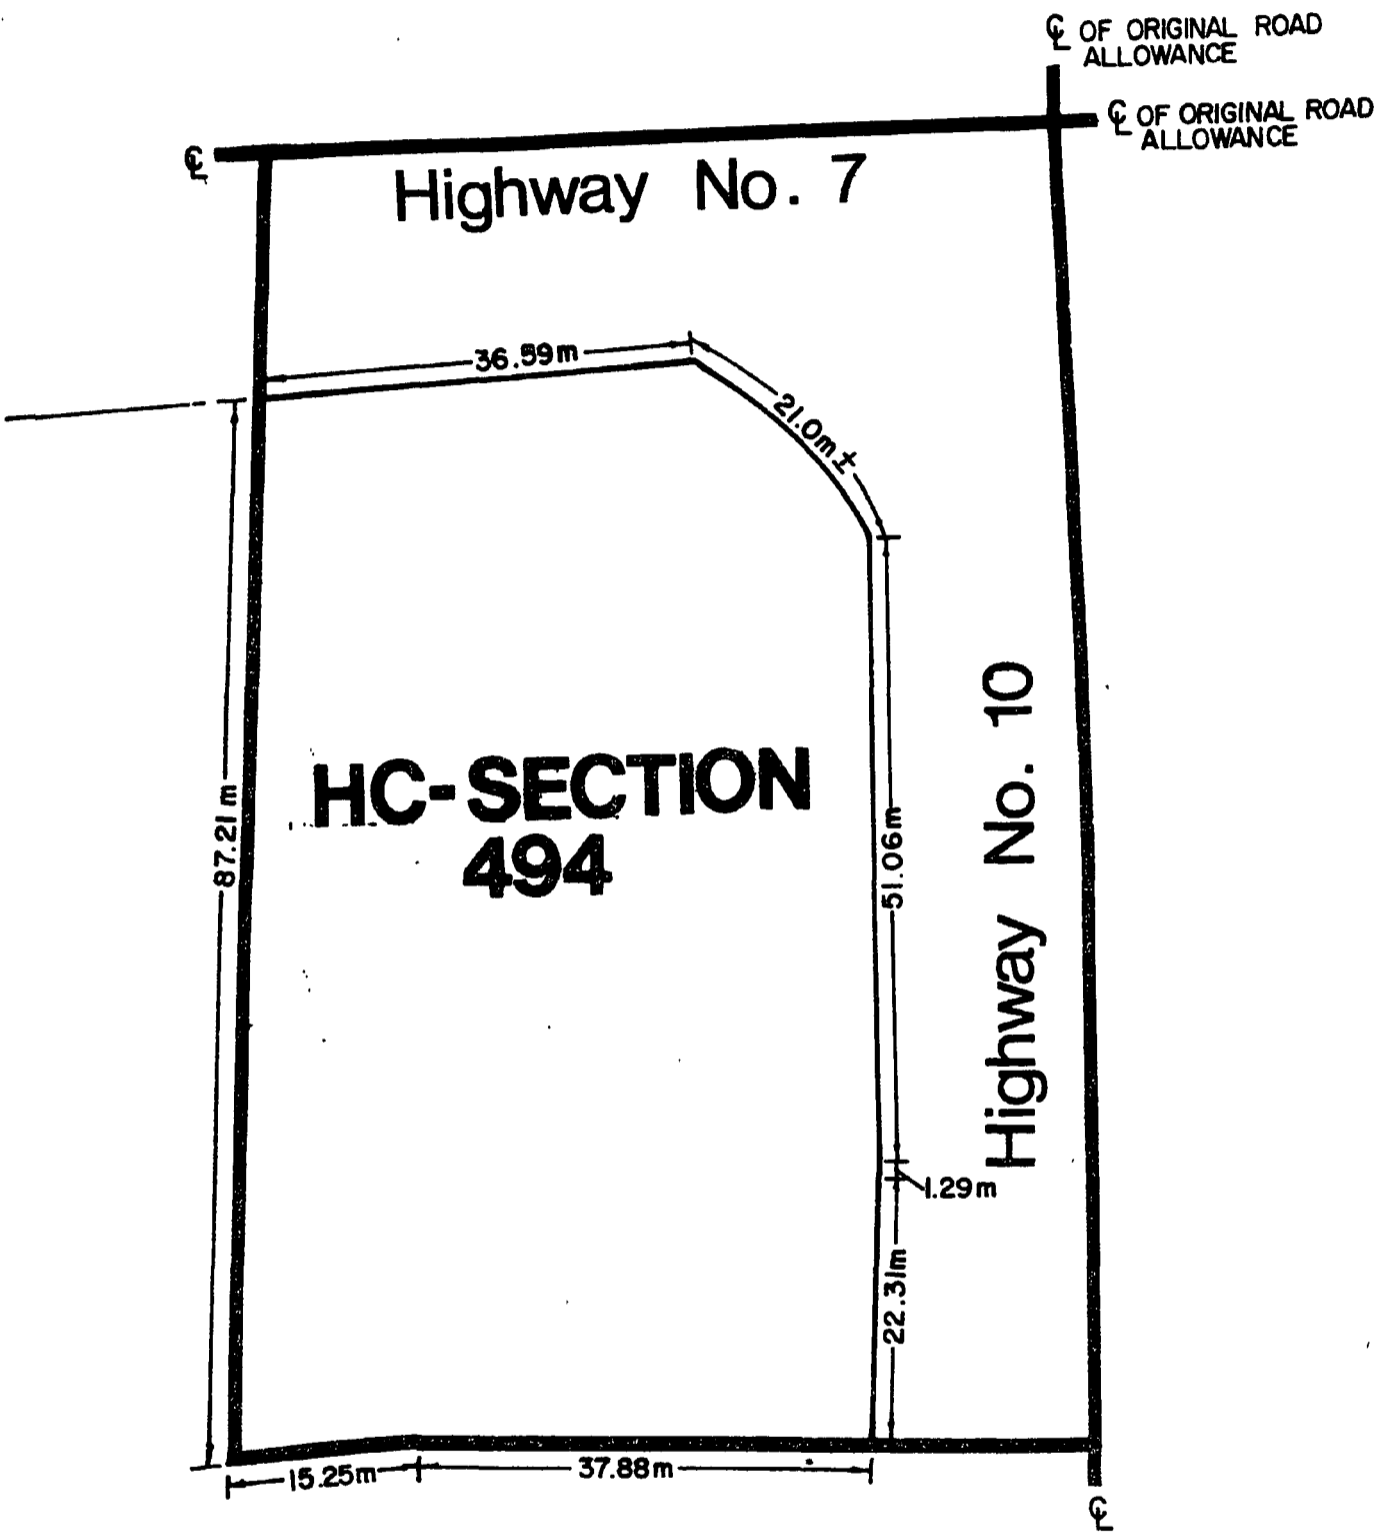 ℄ OF ORIGINAL ROAD
ALLOWANCE
℄ OF ORIGINAL ROAD
ALLOWANCE
℄
Highway No. 7
36.59m
21.0m±
87.21m
HC-SECTION
494
51.06m
Highway No. 10
1.29m
22.31m
15.25m
37.88m
℄